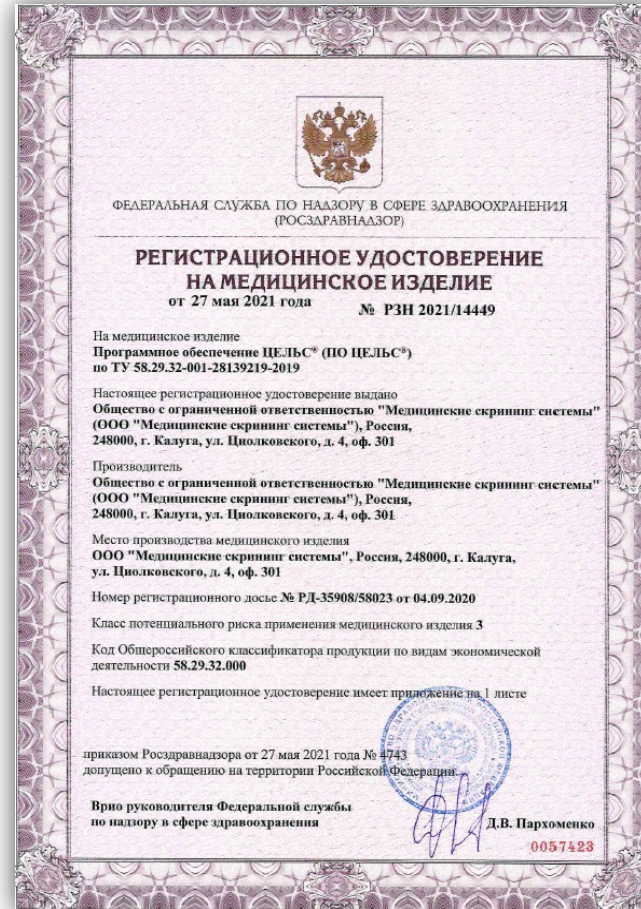 ФЕДЕРАЛЬНАЯ СЛУЖБА ПО НАДЗОРУ В СФЕРЕ ЗДРАВООХРАНЕНИЯ
(РОСЗДРАВНАДЗОР)
РЕГИСТРАЦИОННОЕ УДОСТОВЕРЕНИЕ
НА МЕДИЦИНСКОЕ ИЗДЕЛИЕ
от 27 мая 2021 года № РЗН 2021/14449
На медицинское изделие
Программное обеспечение ЦЕЛЬС® (ПО ЦЕЛЬС®)
по ТУ 58.29.32-001-28139219-2019
Настоящее регистрационное удостоверение выдано
Общество с ограниченной ответственностью "Медицинские скрининг системы"
(ООО "Медицинские скрининг системы"), Россия,
248000, г. Калуга, ул. Циолковского, д. 4, оф. 301
Производитель
Общество с ограниченной ответственностью "Медицинские скрининг системы"
(ООО "Медицинские скрининг системы"), Россия,
248000, г. Калуга, ул. Циолковского, д. 4, оф. 301
Место производства медицинского изделия
ООО "Медицинские скрининг системы", Россия, 248000, г. Калуга,
ул. Циолковского, д. 4, оф. 301
Номер регистрационного досье № РД-35908/58023 от 04.09.2020
Класс потенциального риска применения медицинского изделия 3
Код Общероссийского классификатора продукции по видам экономической
деятельности 58.29.32.000
Настоящее регистрационное удостоверение имеет приложение на 1 листе
приказом Росздравнадзора от 27 мая 2021 года № 4743
допущено к обращению на территории Российской Федерации.
Врио руководителя Федеральной службы
по надзору в сфере здравоохранения
Д.В. Пархоменко
0057423